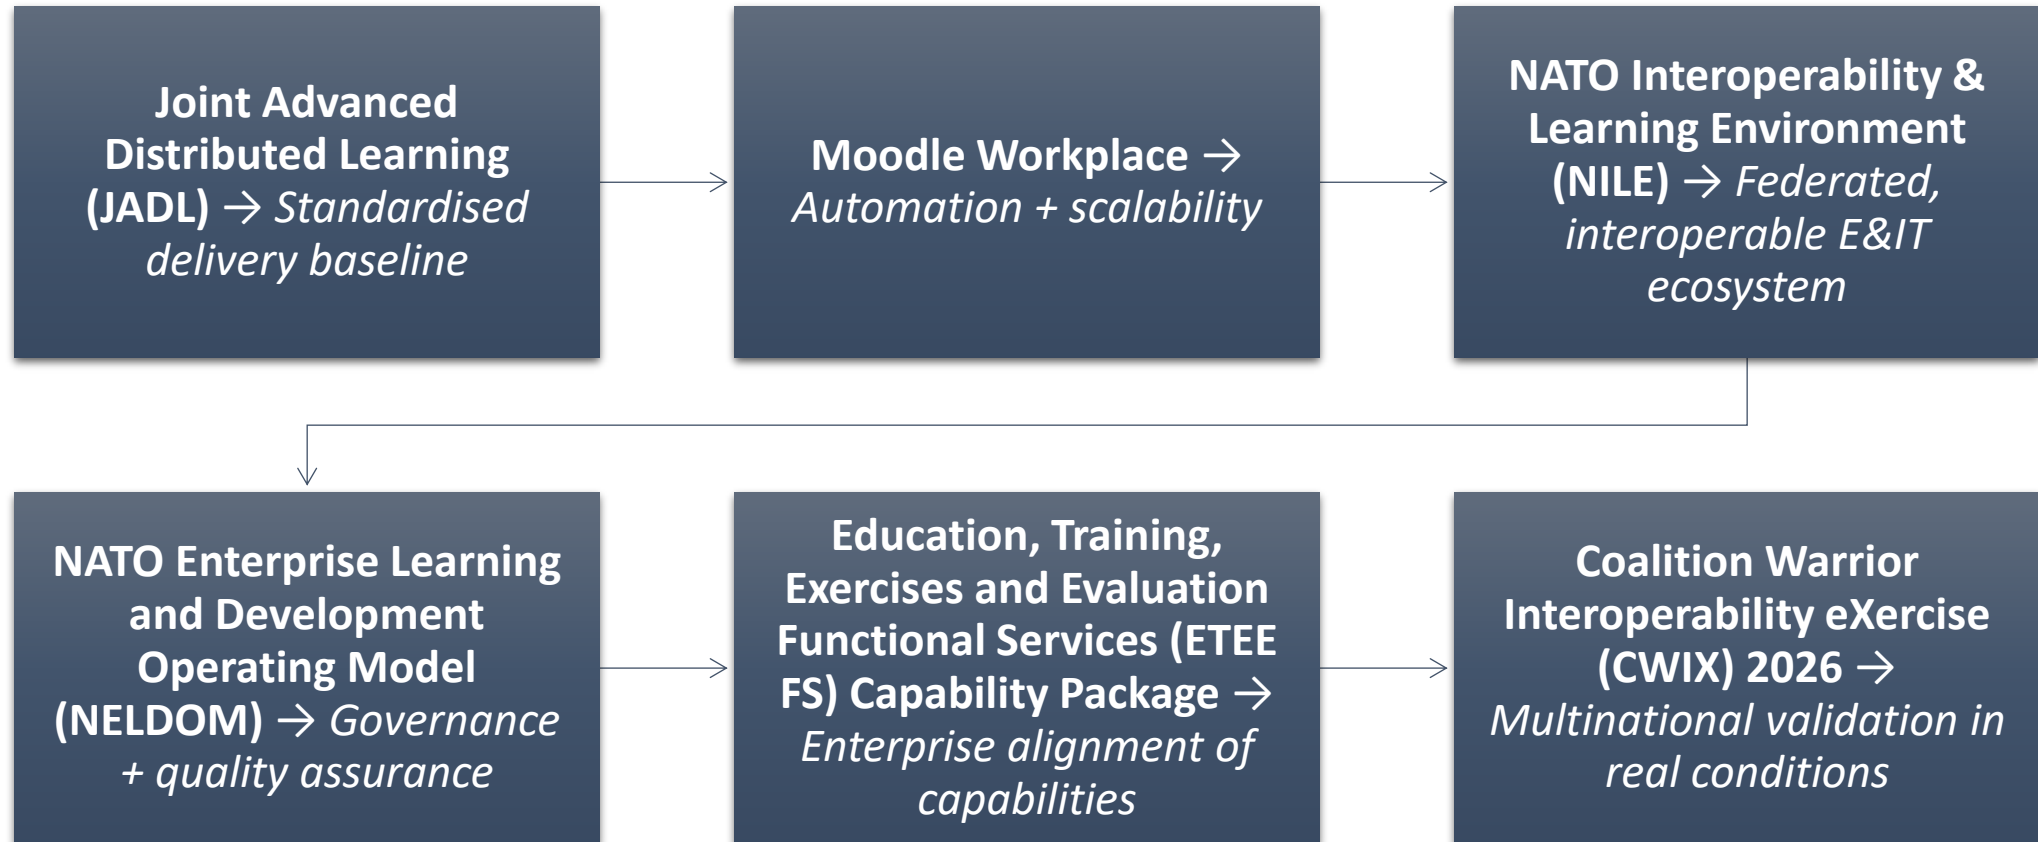 Joint Advanced
Distributed Learning
(JADL) → Standardised
delivery baseline
Moodle Workplace →
Automation + scalability
NATO Interoperability &
Learning Environment
(NILE) → Federated,
interoperable E&IT
ecosystem
NATO Enterprise Learning
and Development
Operating Model
(NELDOM) → Governance
+ quality assurance
Education, Training,
Exercises and Evaluation
Functional Services (ETEE
FS) Capability Package →
Enterprise alignment of
capabilities
Coalition Warrior
Interoperability eXercise
(CWIX) 2026 →
Multinational validation in
real conditions